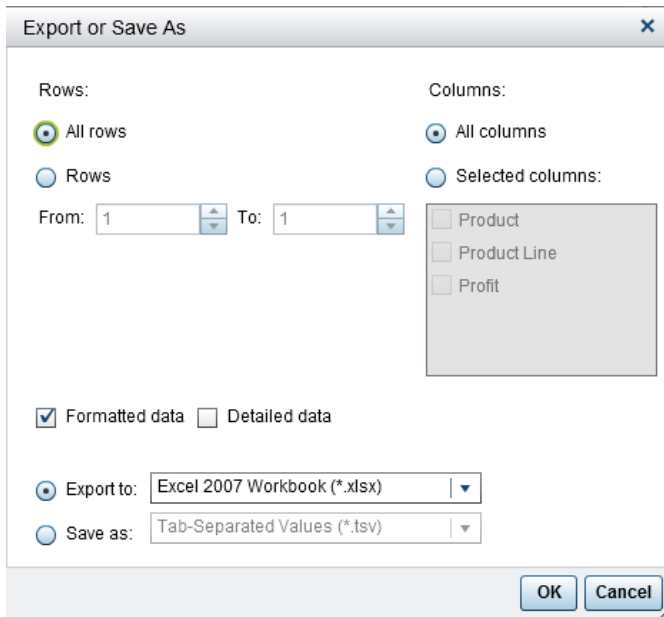 Export or Save As
Rows:
All rows
Rows
From: 1 To: 1
Columns:
All columns
Selected columns:
Product
Product Line
Profit
Formatted data Detailed data
Export to: Excel 2007 Workbook (*.xlsx)
Save as: Tab-Separated Values (*.tsv)
OK Cancel